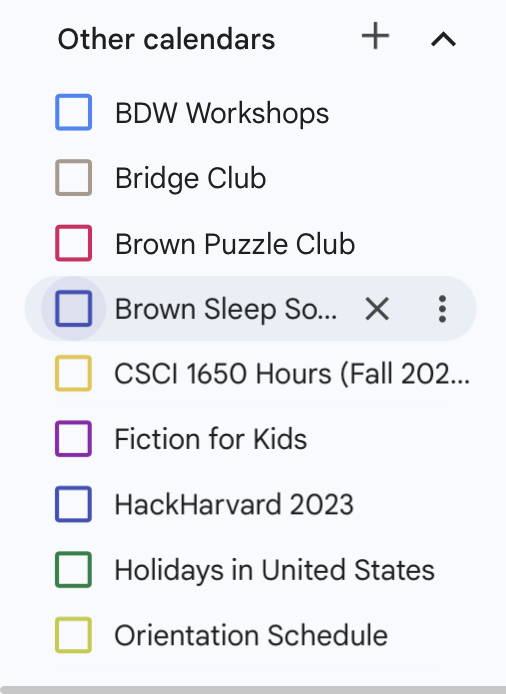 Other calendars
BDW Workshops
Bridge Club
Brown Puzzle Club
Brown Sleep So...
CSCI 1650 Hours (Fall 202...
Fiction for Kids
HackHarvard 2023
Holidays in United States
Orientation Schedule